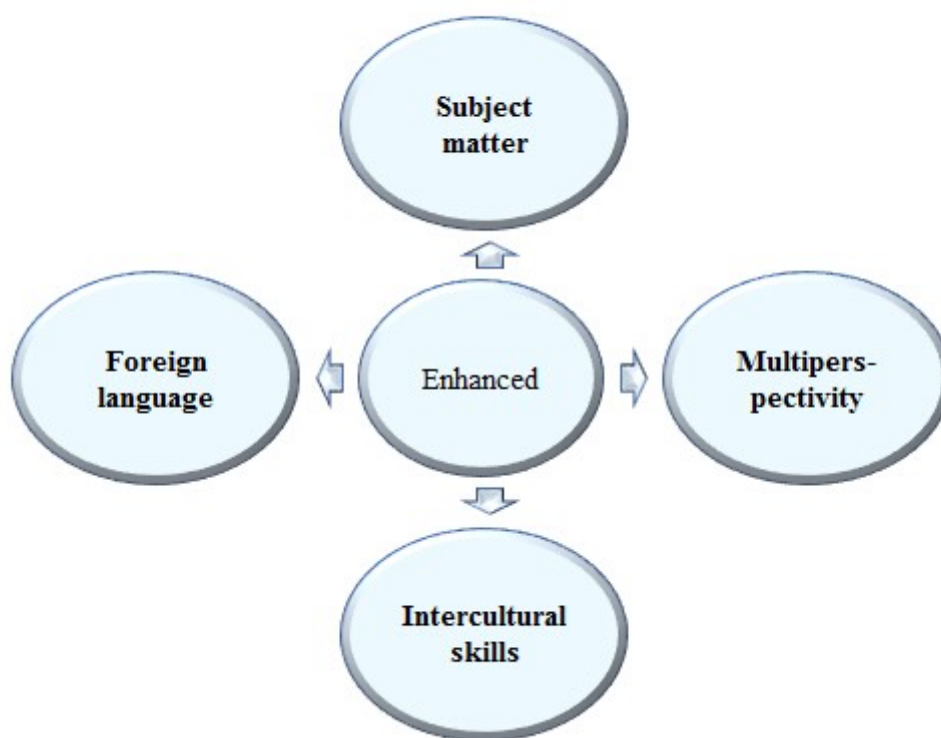 Subject
matter
Foreign
language
Enhanced
Multipers-
pectivity
Intercultural
skills